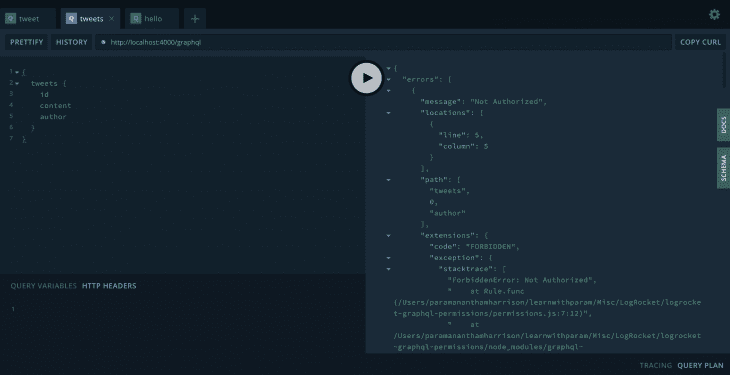 tweet
tweets
hello
PRETTIFY
HISTORY
http://localhost:4000/graphql
COPY CURL
1 {
2 tweets {
3 id
4 content
5 author
6 }
7 }
{
"errors": [
{
"message": "Not Authorized",
"locations": [
{
"line": 5,
"column": 5
}
],
"path": [
"tweets",
0,
"author"
],
"extensions": {
"code": "FORBIDDEN",
"exception": {
"stacktrace": [
"ForbiddenError: Not Authorized",
" at Rule.func
(/Users/paramananthamharrison/learnwithparam/Misc/LogRocket/logrocke
t-graphql-permissions/permissions.js:7:12)",
" at
/Users/paramananthamharrison/learnwithparam/Misc/LogRocket/logrocket
-graphql-permissions/node_modules/graphql-
DOCS
SCHEMA
QUERY VARIABLES HTTP HEADERS
1
TRACING QUERY PLAN